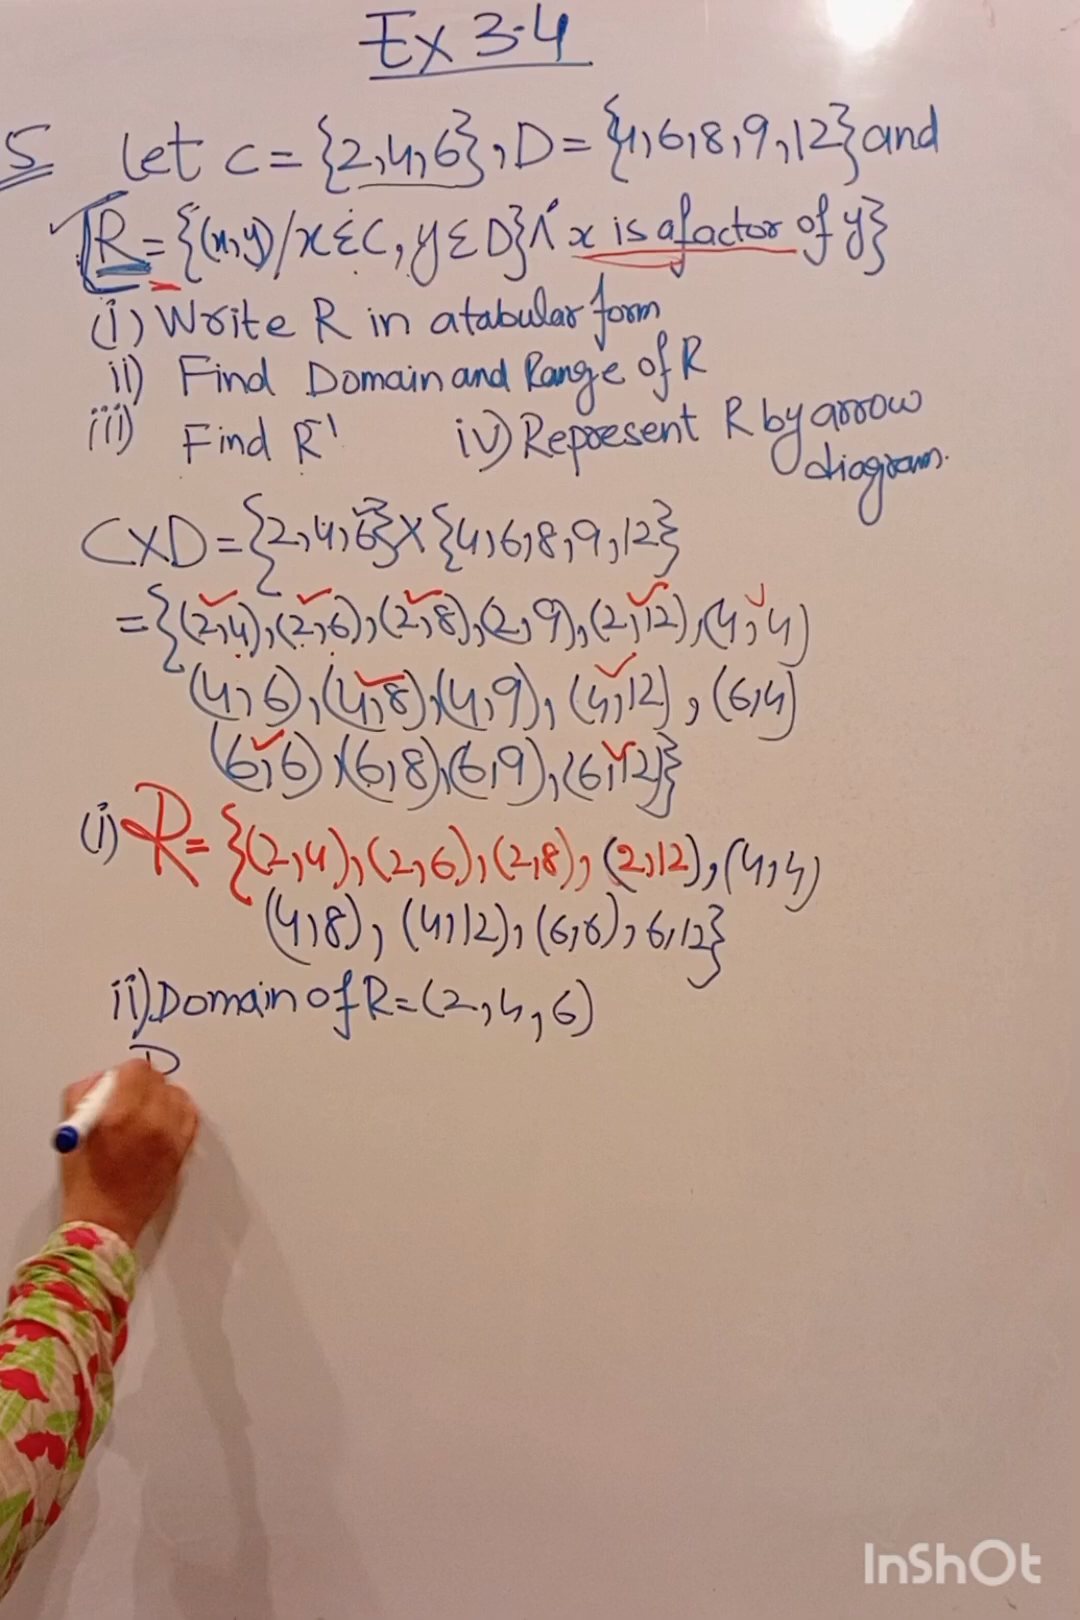 Ex 3.4
5 Let C = {2,4,6}, D = {4,6,8,9,12} and
R = {(x,y)/x∈C, y∈D} ∧ x is a factor of y}
(i) Write R in a tabular form
ii) Find Domain and Range of R
iii) Find R⁻¹ iv) Represent R by arrow diagram.
C×D = {2,4,6} × {4,6,8,9,12}
= {(2,4),(2,6),(2,8),(2,9),(2,12),(4,4)
(4,6),(4,8),(4,9),(4,12),(6,4)
(6,6),(6,8),(6,9),(6,12)}
(i) R = {(2,4),(2,6),(2,8),(2,12),(4,4)
(4,8),(4,12),(6,6),6,12}
ii) Domain of R = (2,4,6)
InShOt